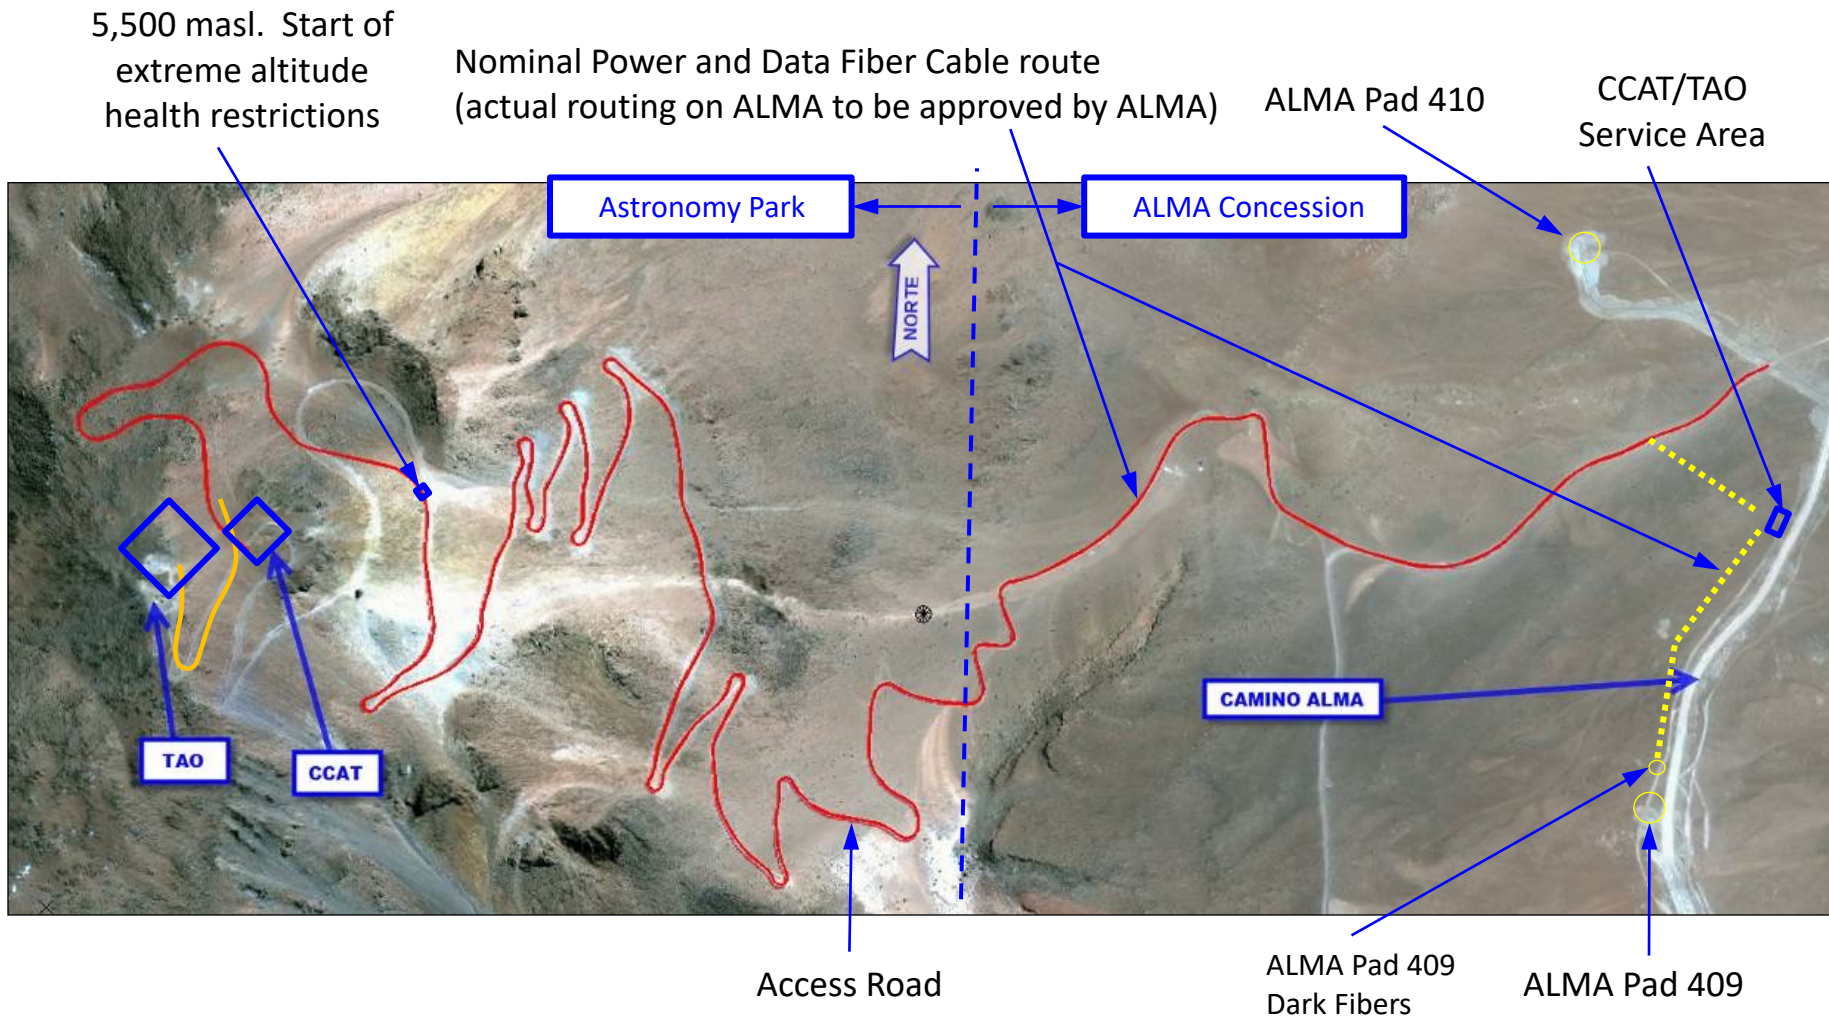 5,500 masl.  Start of
extreme altitude
health restrictions
Nominal Power and Data Fiber Cable route
(actual routing on ALMA to be approved by ALMA)
ALMA Pad 410
CCAT/TAO
Service Area
Astronomy Park
ALMA Concession
NORTE
CAMINO ALMA
TAO
CCAT
Access Road
ALMA Pad 409
Dark Fibers
ALMA Pad 409